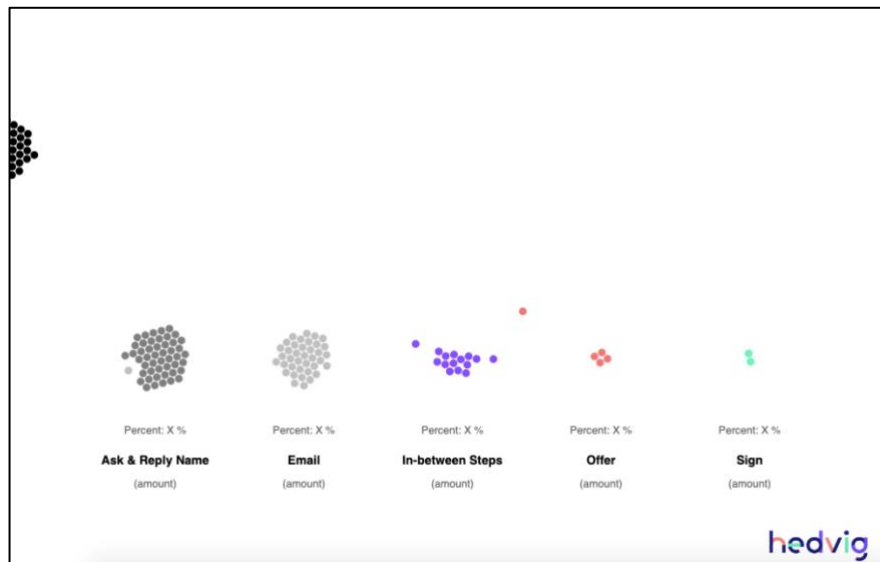 Percent: X % Percent: X % Percent: X % Percent: X % Percent: X %
Ask & Reply Name Email In-between Steps Offer Sign
(amount) (amount) (amount) (amount) (amount)
hedvig